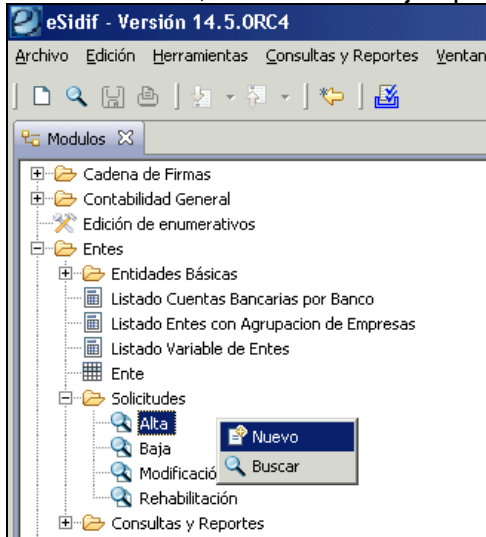 eSidif - Versión 14.5.0RC4
Archivo Edición Herramientas Consultas y Reportes Ventan
Modulos
Cadena de Firmas
Contabilidad General
Edición de enumerativos
Entes
Entidades Básicas
Listado Cuentas Bancarias por Banco
Listado Entes con Agrupacion de Empresas
Listado Variable de Entes
Ente
Solicitudes
Alta
Nuevo
Baja
Buscar
Modificació
Rehabilitación
Consultas y Reportes